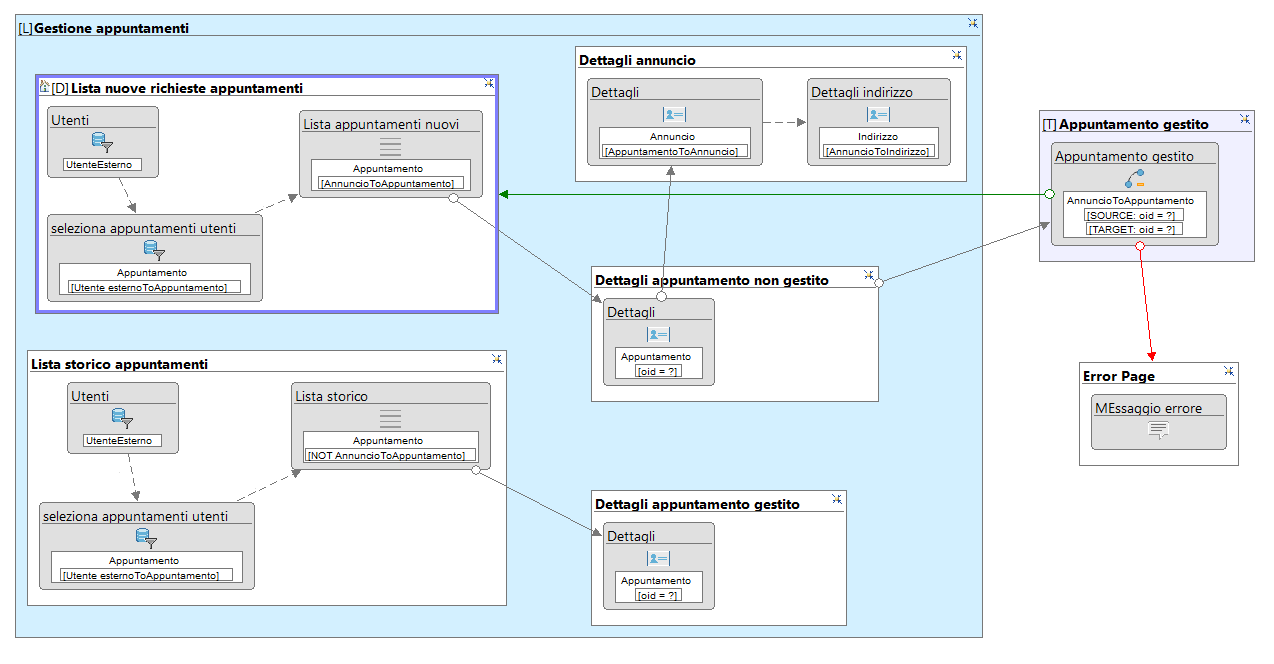 [L]Gestione appuntamenti
[D]Lista nuove richieste appuntamenti
Utenti
UtenteEsterno
seleziona appuntamenti utenti
Appuntamento
[Utente esternoToAppuntamento]
Lista appuntamenti nuovi
Appuntamento
[AnnuncioToAppuntamento]
Dettagli annuncio
Dettagli
Annuncio
[AppuntamentoToAnnuncio]
Dettagli indirizzo
Indirizzo
[AnnuncioToIndirizzo]
[T]Appuntamento gestito
Appuntamento gestito
AnnuncioToAppuntamento
[SOURCE: oid = ?]
[TARGET: oid = ?]
Dettagli appuntamento non gestito
Dettagli
Appuntamento
[oid = ?]
Lista storico appuntamenti
Utenti
UtenteEsterno
seleziona appuntamenti utenti
Appuntamento
[Utente esternoToAppuntamento]
Lista storico
Appuntamento
[NOT AnnuncioToAppuntamento]
Dettagli appuntamento gestito
Dettagli
Appuntamento
[oid = ?]
Error Page
MEssaggio errore